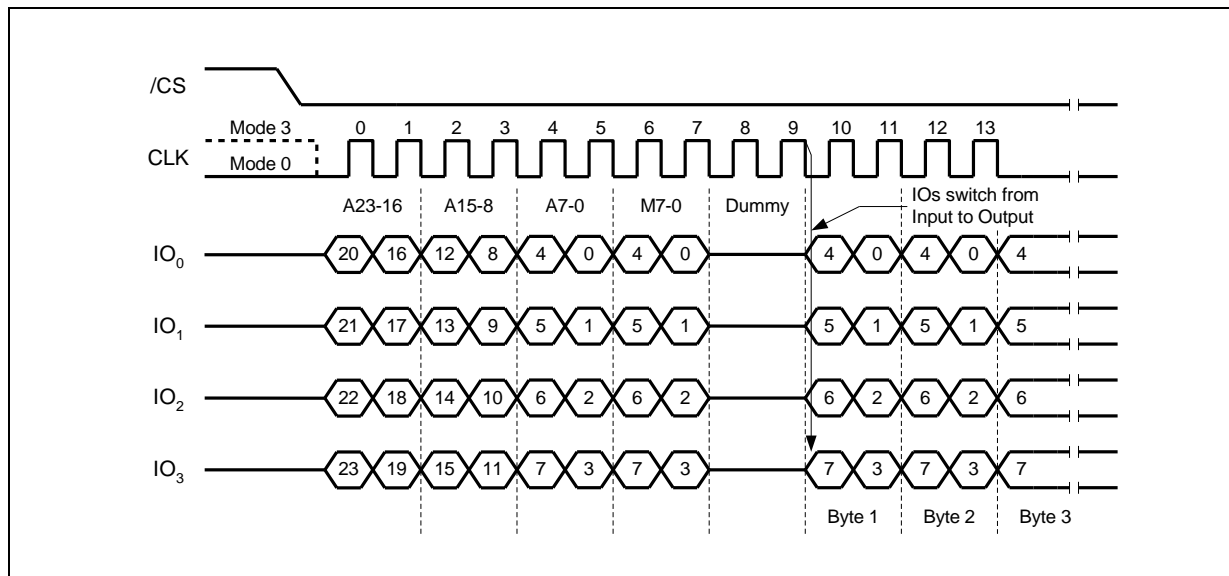 /CS
Mode 3 0 1 2 3 4 5 6 7 8 9 10 11 12 13
CLK Mode 0
A23-16 A15-8 A7-0 M7-0 Dummy IOs switch from
Input to Output
IO0 20 16 12 8 4 0 4 0 4 0 4 0 4
IO1 21 17 13 9 5 1 5 1 5 1 5 1 5
IO2 22 18 14 10 6 2 6 2 6 2 6 2 6
IO3 23 19 15 11 7 3 7 3 7 3 7 3 7
Byte 1 Byte 2 Byte 3